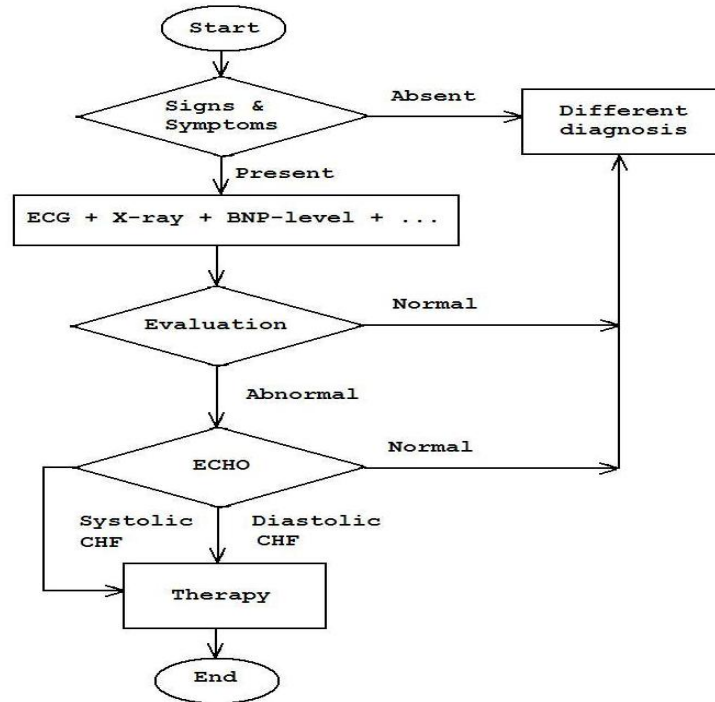 Start
Signs &
Symptoms
Absent
Different
diagnosis
Present
ECG + X-ray + BNP-level + ...
Evaluation
Normal
Abnormal
ECHO
Normal
Systolic
CHF
Diastolic
CHF
Therapy
End